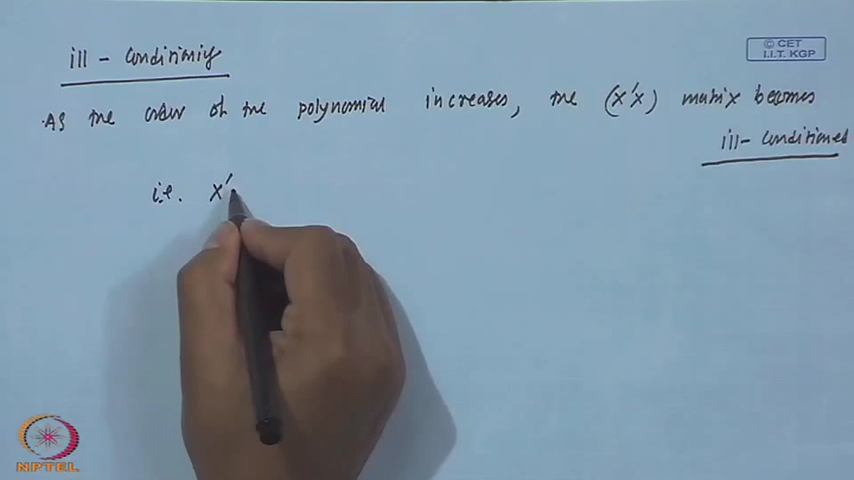 ill - Conditioning
© CET
I.I.T. KGP
As the order of the polynomial increases, the (X'X) matrix becomes
ill - Conditioned
i.e. X'
NPTEL